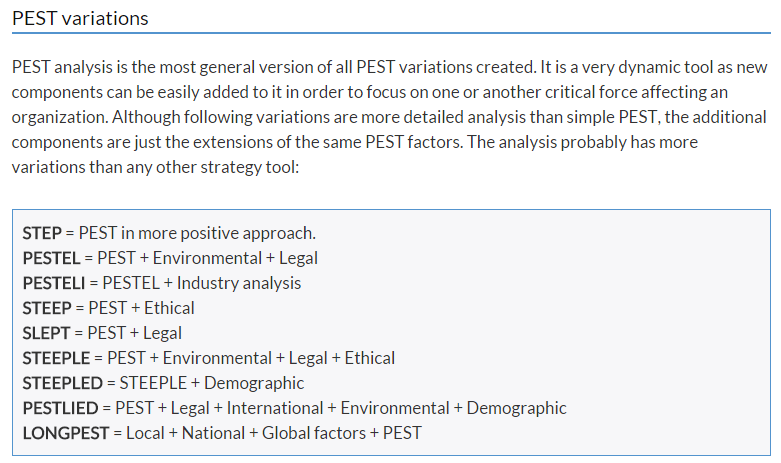 PEST variations
PEST analysis is the most general version of all PEST variations created. It is a very dynamic tool as new
components can be easily added to it in order to focus on one or another critical force affecting an
organization. Although following variations are more detailed analysis than simple PEST, the additional
components are just the extensions of the same PEST factors. The analysis probably has more
variations than any other strategy tool:
STEP = PEST in more positive approach.
PESTEL = PEST + Environmental + Legal
PESTELI = PESTEL + Industry analysis
STEEP = PEST + Ethical
SLEPT = PEST + Legal
STEEPLE = PEST + Environmental + Legal + Ethical
STEEPLED = STEEPLE + Demographic
PESTLIED = PEST + Legal + International + Environmental + Demographic
LONGPEST = Local + National + Global factors + PEST